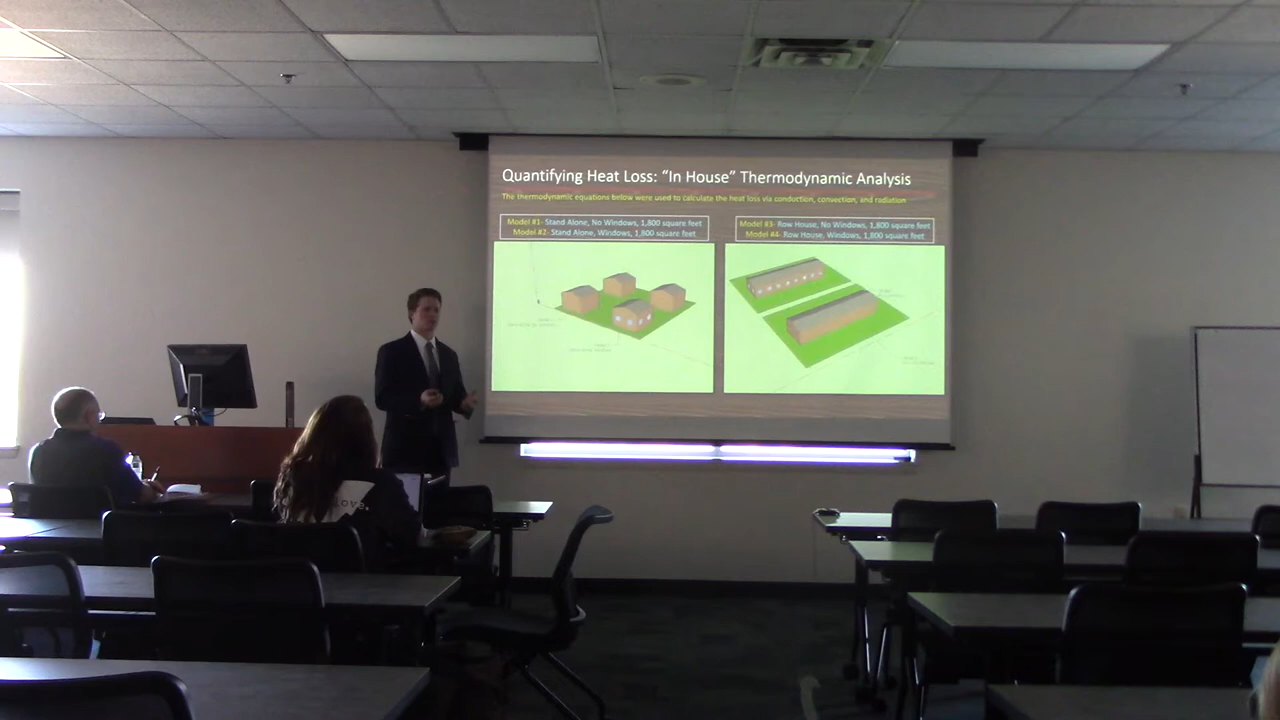 Quantifying Heat Loss: “In House” Thermodynamic Analysis
The thermodynamic equations below were used to calculate the heat loss via conduction, convection, and radiation
Model #1- Stand Alone, No Windows, 1,800 square feet
Model #2- Stand Alone, Windows, 1,800 square feet
Model #3- Row House, No Windows, 1,800 square feet
Model #4- Row House, Windows, 1,800 square feet